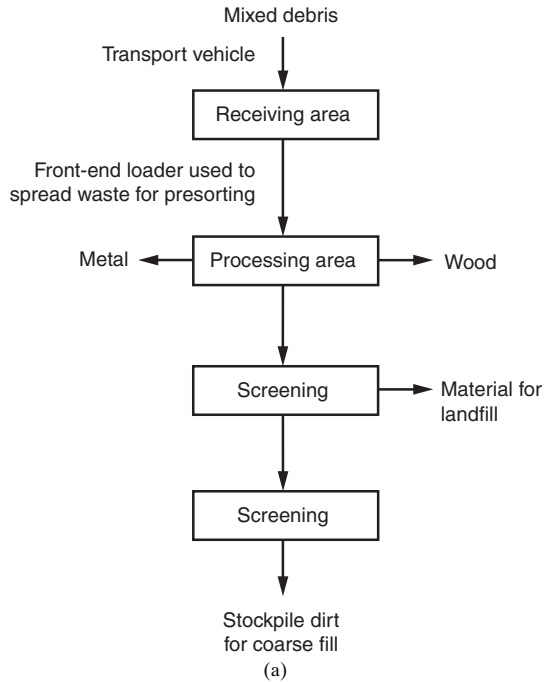 Mixed debris
Transport vehicle
Receiving area
Front-end loader used to
spread waste for presorting
Metal
Processing area
Wood
Screening
Material for
landfill
Screening
Stockpile dirt
for coarse fill
(a)